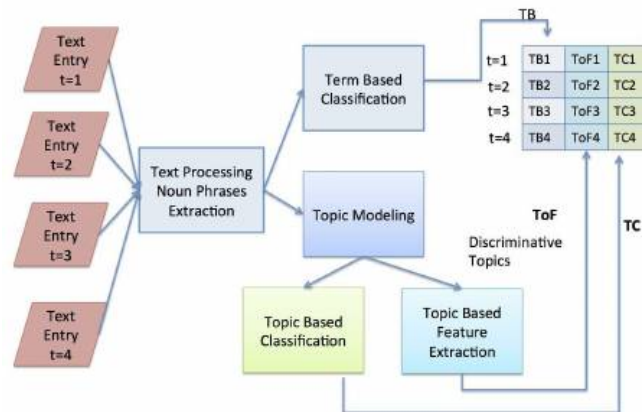 TB
Text
Entry
t=1
Text
Entry
t=2
Text
Entry
t=3
Text
Entry
t=4
Text Processing
Noun Phrases
Extraction
Term Based
Classification
Topic Modeling
Topic Based
Classification
Topic Based
Feature
Extraction
t=1 TB1 ToF1 TC1
t=2 TB2 ToF2 TC2
t=3 TB3 ToF3 TC3
t=4 TB4 ToF4 TC4
ToF
Discriminative
Topics
TC